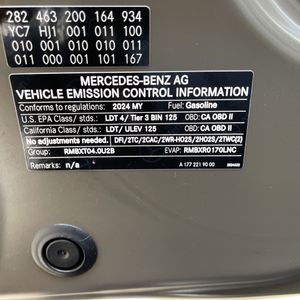 282 463 200 164 934
YC7 HJ1 001 011 100
010 010 010 001
011 000 001 101 167
MERCEDES-BENZ AG
VEHICLE EMISSION CONTROL INFORMATION
Conforms to regulations: 2024 MY Fuel: Gasoline
U.S. EPA Class / stds.: LDT 4/ Tier 3 BIN 125 OBD: CA OBD II
California Class / stds.: LDT/ ULEV 125 OBD: CA OBD II
No adjustments needed. DFI/2TC/2CAC/2WR-HO2S/2HO2S/2TWC(2)
Group: RMBXT04.0U2B EVAP: RMBXR0170LNC
Remarks: n/a A 177 221 90 00